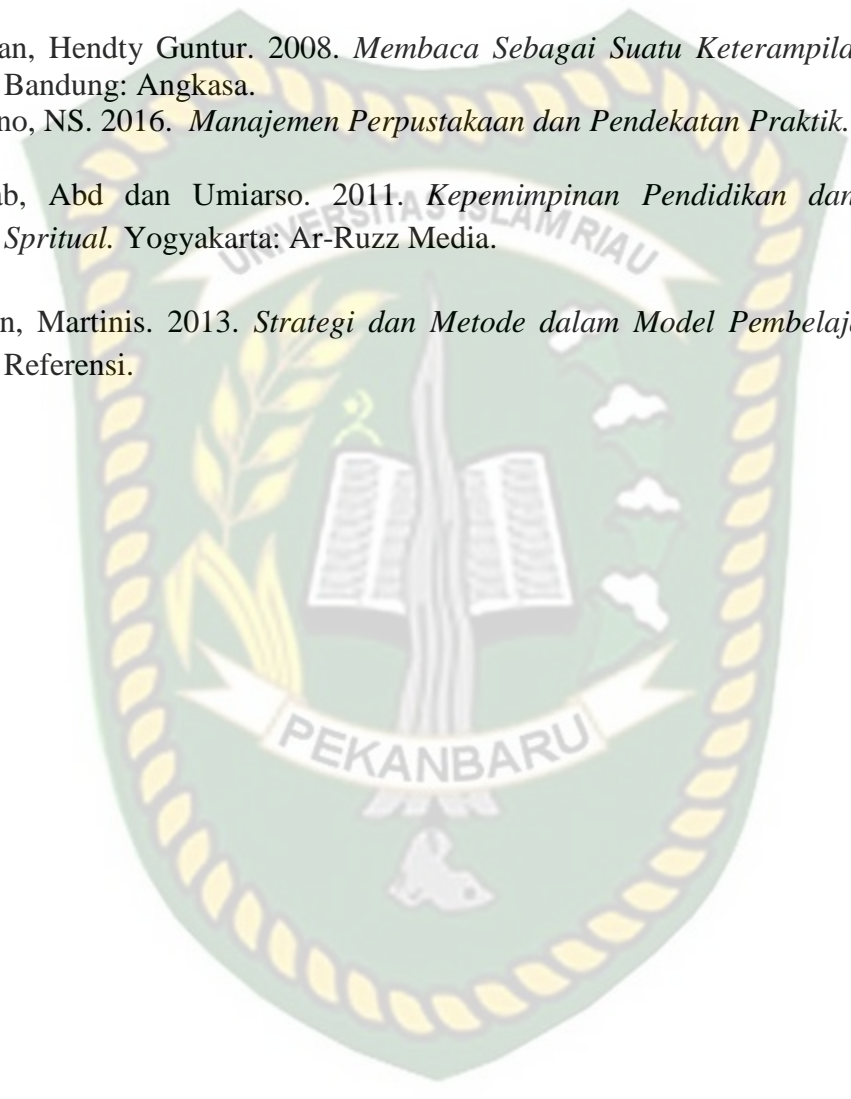 an, Hendty Guntur. 2008. Membaca Sebagai Suatu Keterampila
Bandung: Angkasa.
no, NS. 2016. Manajemen Perpustakaan dan Pendekatan Praktik.
ab, Abd dan Umiarso. 2011. Kepemimpinan Pendidikan dan
Spritual. Yogyakarta: Ar-Ruzz Media.
n, Martinis. 2013. Strategi dan Metode dalam Model Pembelaja
Referensi.
UNIVERSITAS ISLAM RIAU
PEKANBARU